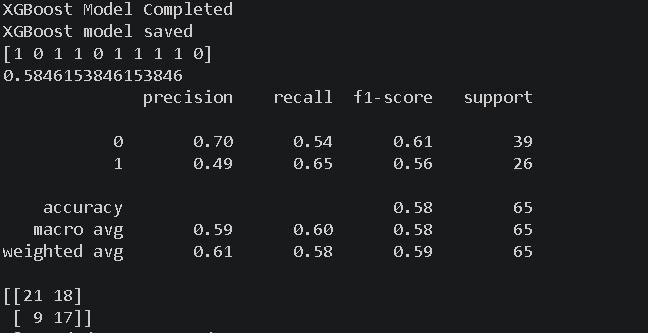 XGBoost Model Completed
XGBoost model saved
[1 0 1 1 0 1 1 1 1 0]
0.5846153846153846
precision recall f1-score support
0 0.70 0.54 0.61 39
1 0.49 0.65 0.56 26
accuracy 0.58 65
macro avg 0.59 0.60 0.58 65
weighted avg 0.61 0.58 0.59 65
[[21 18]
[ 9 17]]